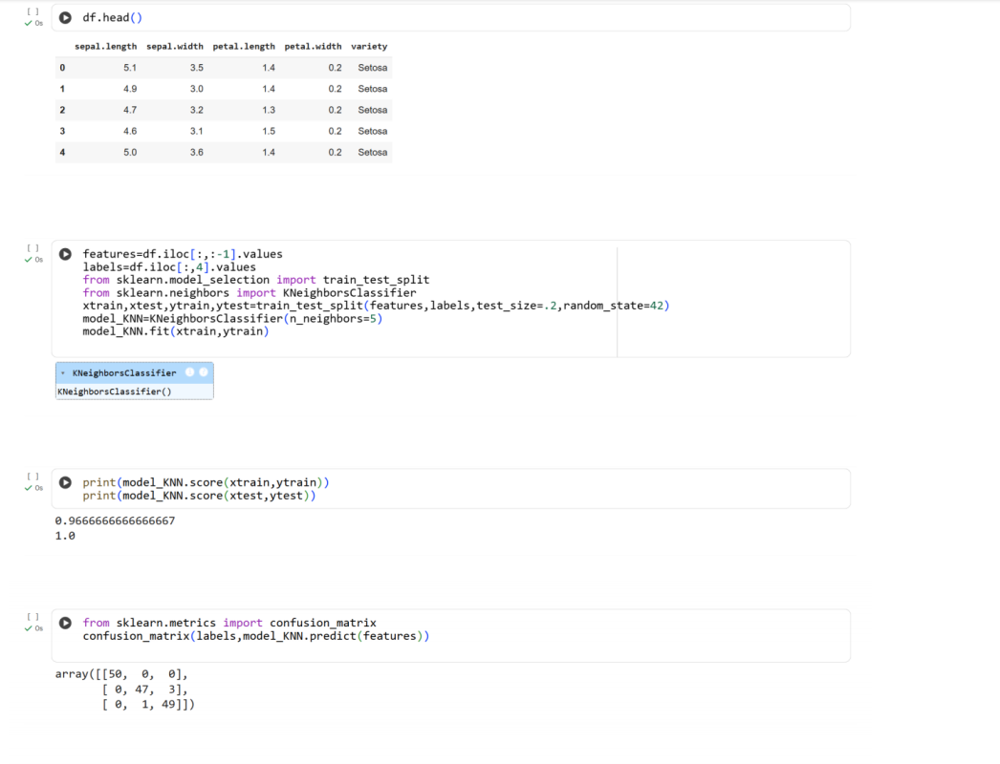 [ ]
0s
df.head()
sepal.length sepal.width petal.length petal.width variety
0 5.1 3.5 1.4 0.2 Setosa
1 4.9 3.0 1.4 0.2 Setosa
2 4.7 3.2 1.3 0.2 Setosa
3 4.6 3.1 1.5 0.2 Setosa
4 5.0 3.6 1.4 0.2 Setosa
[ ]
0s
features=df.iloc[:,:-1].values
labels=df.iloc[:,4].values
from sklearn.model_selection import train_test_split
from sklearn.neighbors import KNeighborsClassifier
xtrain,xtest,ytrain,ytest=train_test_split(features,labels,test_size=.2,random_state=42)
model_KNN=KNeighborsClassifier(n_neighbors=5)
model_KNN.fit(xtrain,ytrain)
KNeighborsClassifier
KNeighborsClassifier()
[ ]
0s
print(model_KNN.score(xtrain,ytrain))
print(model_KNN.score(xtest,ytest))
0.9666666666666667
1.0
[ ]
0s
from sklearn.metrics import confusion_matrix
confusion_matrix(labels,model_KNN.predict(features))
array([[50, 0, 0],
[ 0, 47, 3],
[ 0, 1, 49]])